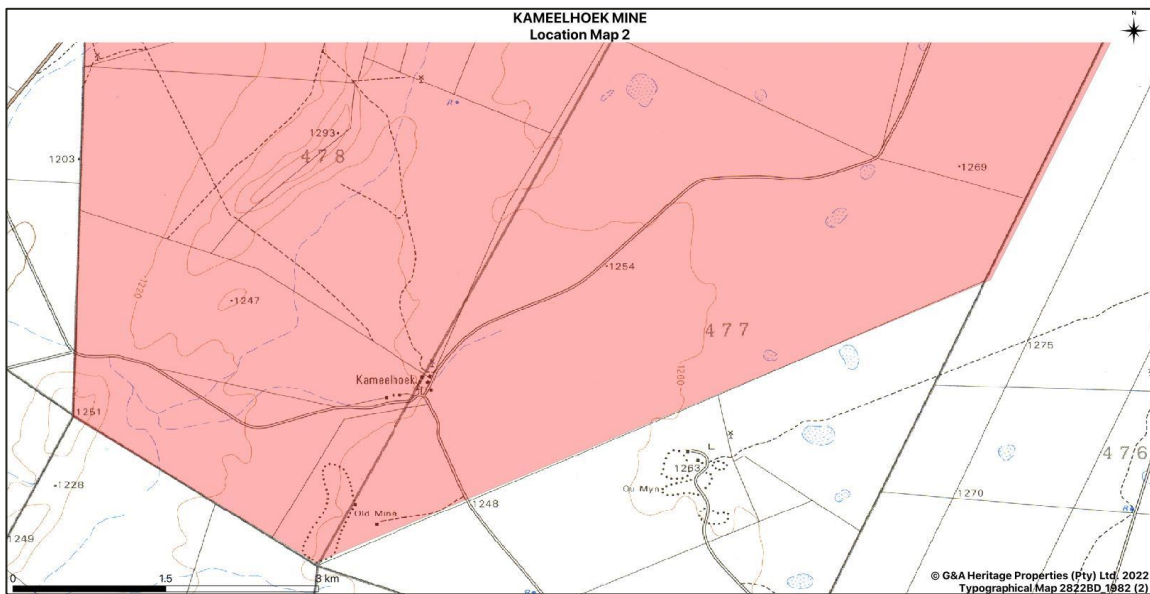 KAMEELHOEK MINE
Location Map 2
N
1293
478
1203
1269
1254
1220
1247
477
1275
Kameelhoek
1260
1251
L
476
1263
1228
Ou Myn
1270
Old Mine
1248
R
1249
0 1.5 3 km
R
© G&A Heritage Properties (Pty) Ltd. 2022
Typographical Map 2822BD_1982 (2)